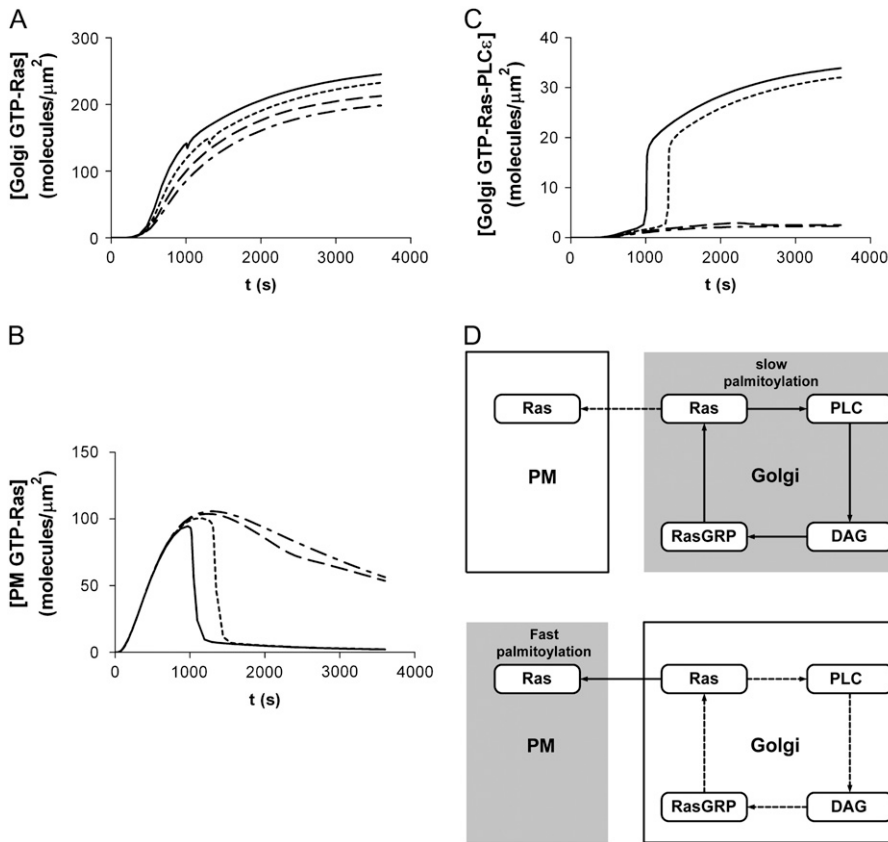 A
[Golgi GTP-Ras]
(molecules/μm²)
300
200
100
0
0 1000 2000 3000 4000
t (s)
C
[Golgi GTP-Ras-PLCε]
(molecules/μm²)
40
30
20
10
0
0 1000 2000 3000 4000
t (s)
B
[PM GTP-Ras]
(molecules/μm²)
150
100
50
0
0 1000 2000 3000 4000
t (s)
D
slow
palmitoylation
Ras Ras PLC
PM Golgi
RasGRP DAG
Fast
palmitoylation
Ras Ras PLC
PM Golgi
RasGRP DAG